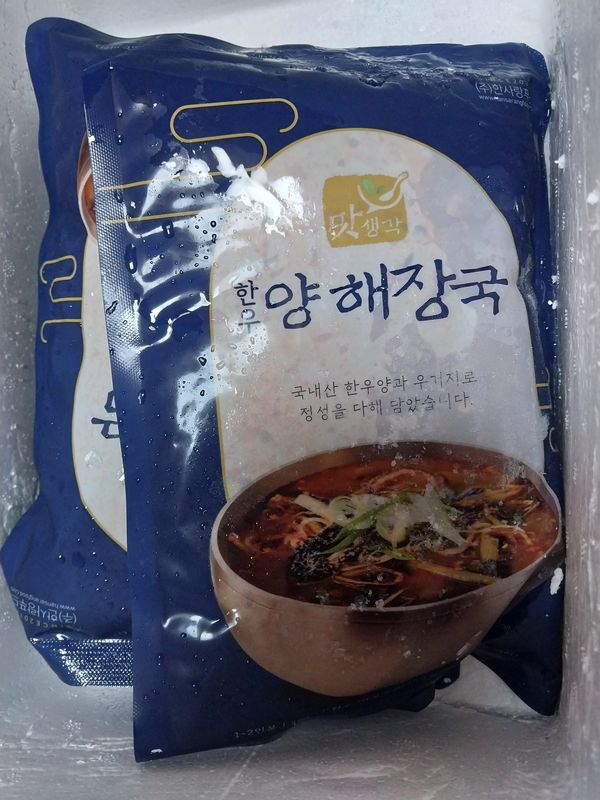 맛생각
한우
양해장국
국내산 한우양과 우거지로
정성을 다해 담았습니다.